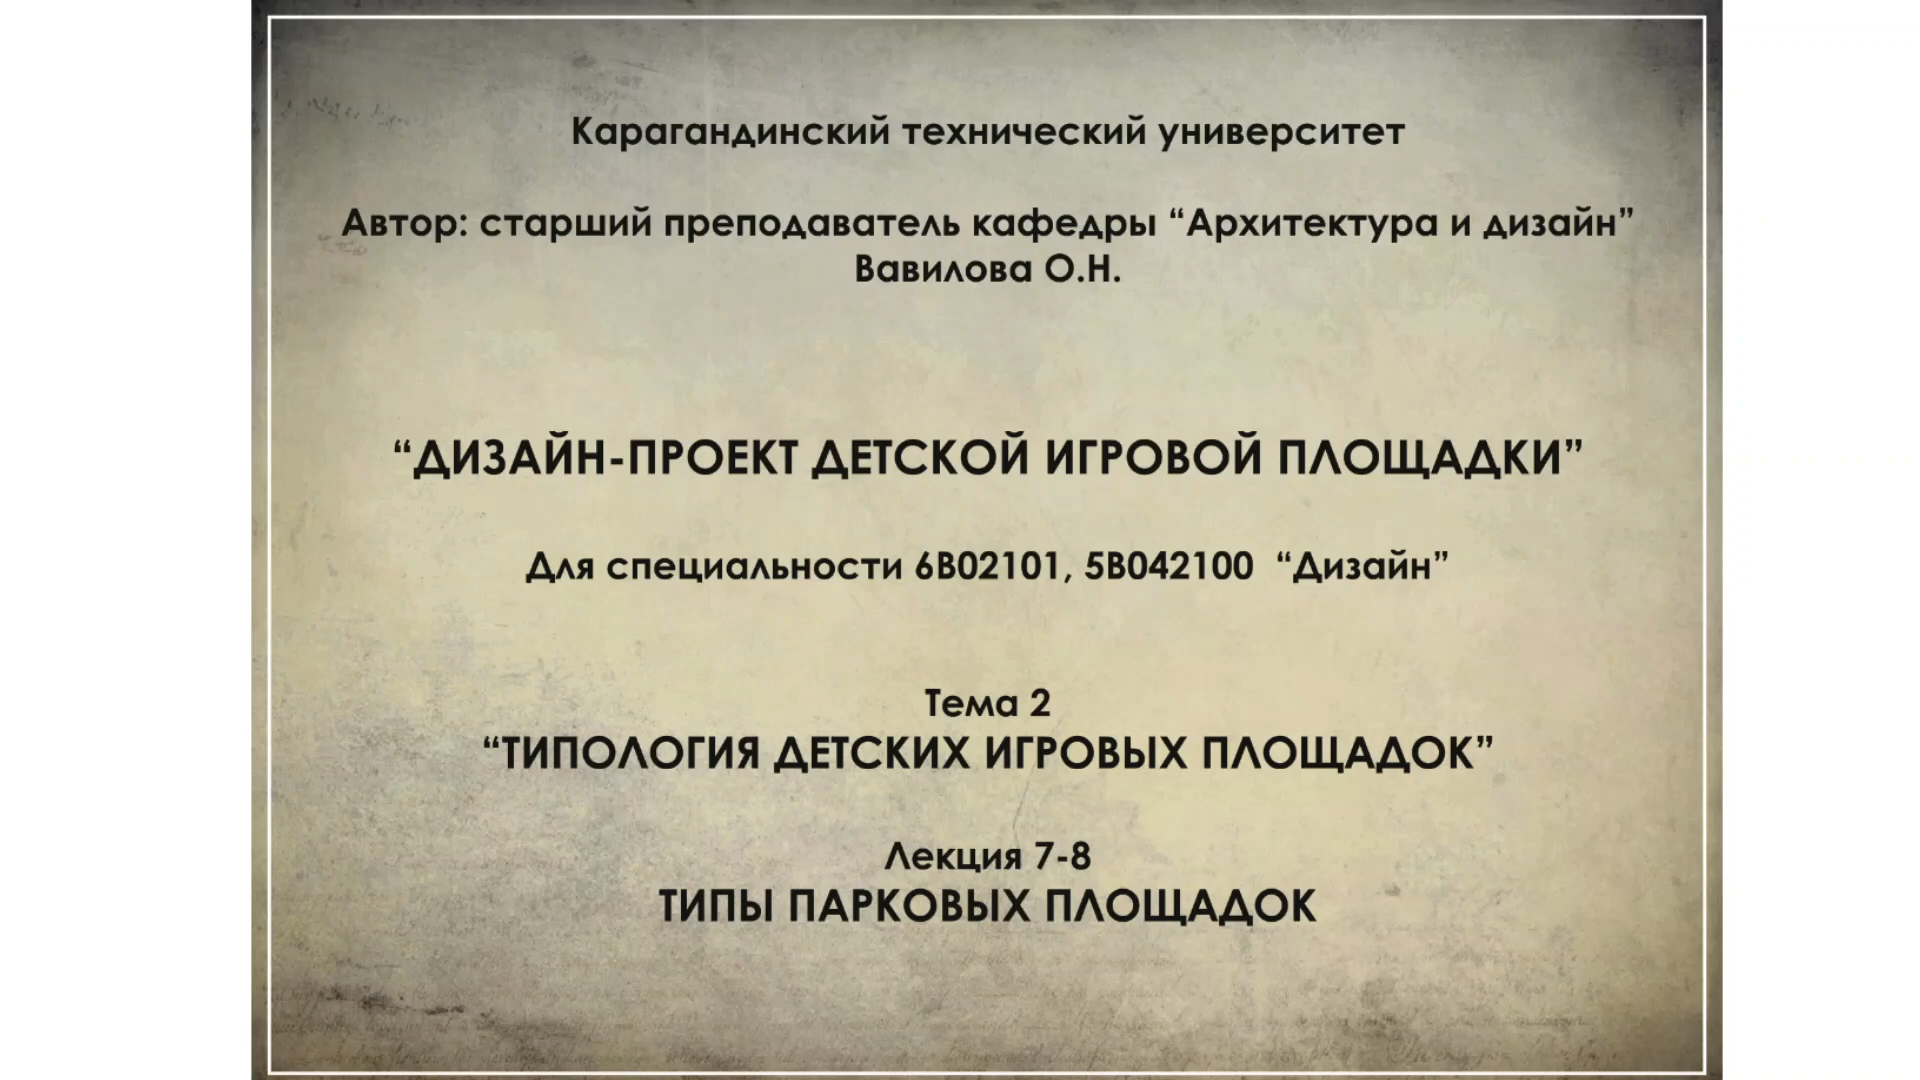 Карагандинский технический университет
Автор: старший преподаватель кафедры “Архитектура и дизайн”
Вавилова О.Н.
“ДИЗАЙН-ПРОЕКТ ДЕТСКОЙ ИГРОВОЙ ПЛОЩАДКИ”
Для специальности 6В02101, 5В042100 “Дизайн”
Тема 2
“ТИПОЛОГИЯ ДЕТСКИХ ИГРОВЫХ ПЛОЩАДОК”
Лекция 7-8
ТИПЫ ПАРКОВЫХ ПЛОЩАДОК